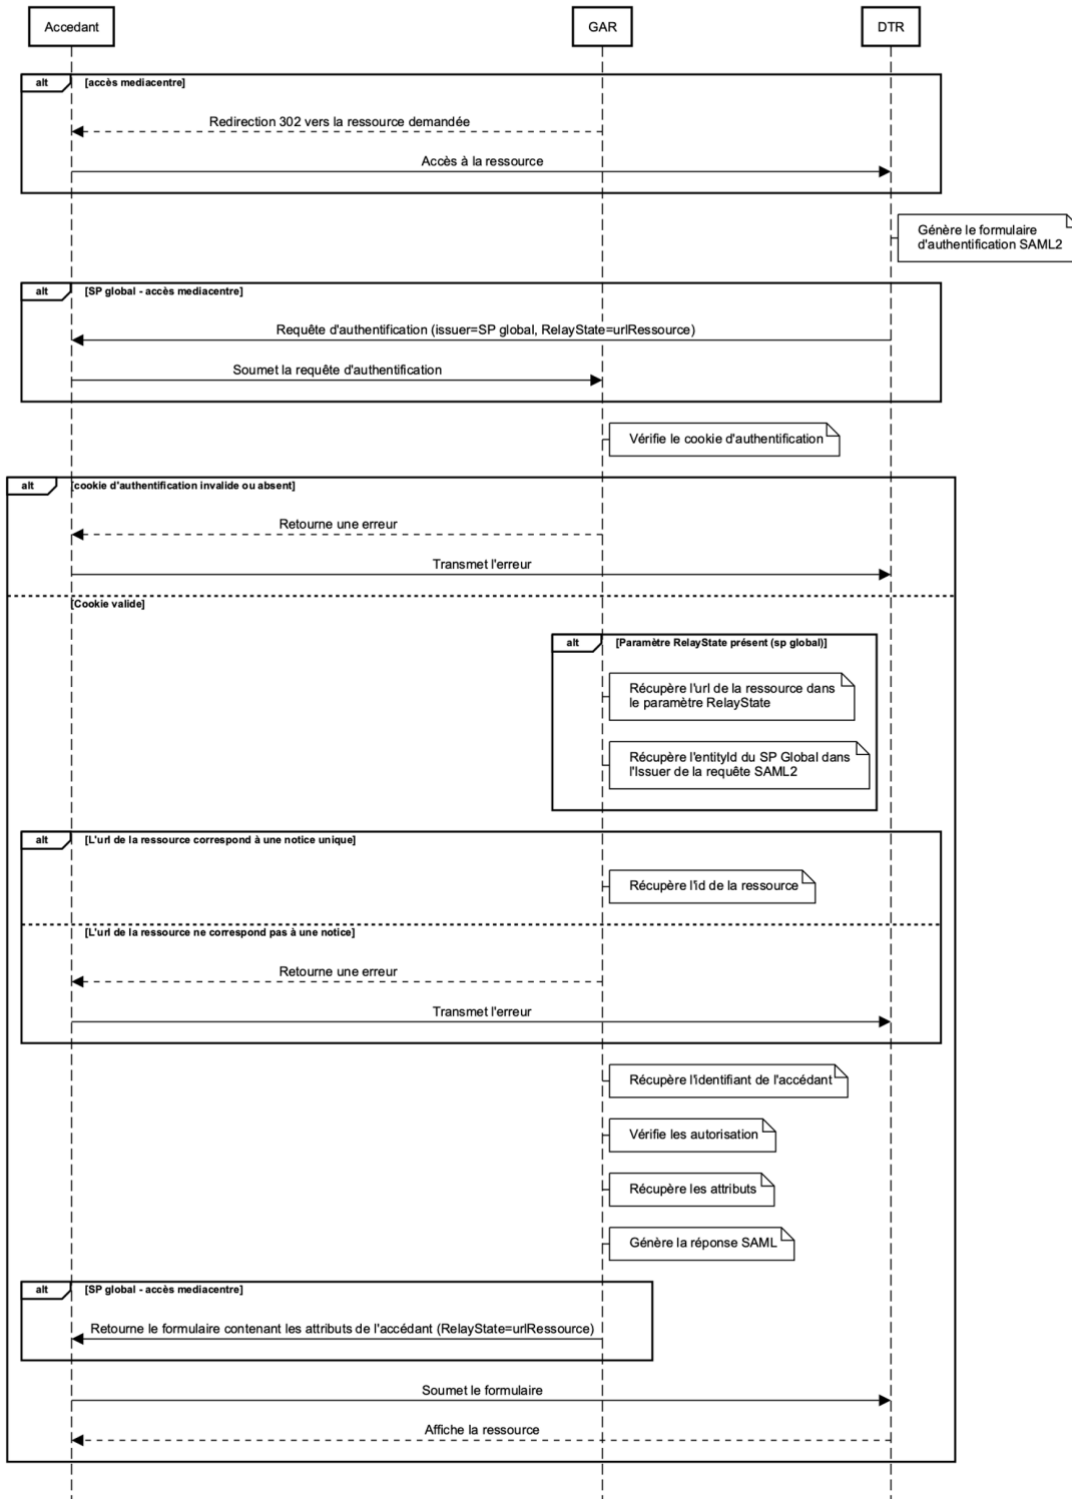 Accedant
GAR
DTR
alt
[accès mediacentre]
Redirection 302 vers la ressource demandée
Accès à la ressource
Génère le formulaire
d'authentification SAML2
alt
[SP global - accès mediacentre]
Requête d'authentification (issuer=SP global, RelayState=urlRessource)
Soumet la requête d'authentification
Vérifie le cookie d'authentification
alt
[cookie d'authentification invalide ou absent]
Retourne une erreur
Transmet l'erreur
[Cookie valide]
alt
[Paramètre RelayState présent (sp global)]
Récupère l'url de la ressource dans
le paramètre RelayState
Récupère l'entityId du SP Global dans
l'Issuer de la requête SAML2
alt
[L'url de la ressource correspond à une notice unique]
Récupère l'id de la ressource
[L'url de la ressource ne correspond pas à une notice]
Retourne une erreur
Transmet l'erreur
Récupère l'identifiant de l'accédant
Vérifie les autorisation
Récupère les attributs
Génère la réponse SAML
alt
[SP global - accès mediacentre]
Retourne le formulaire contenant les attributs de l'accédant (RelayState=urlRessource)
Soumet le formulaire
Affiche la ressource